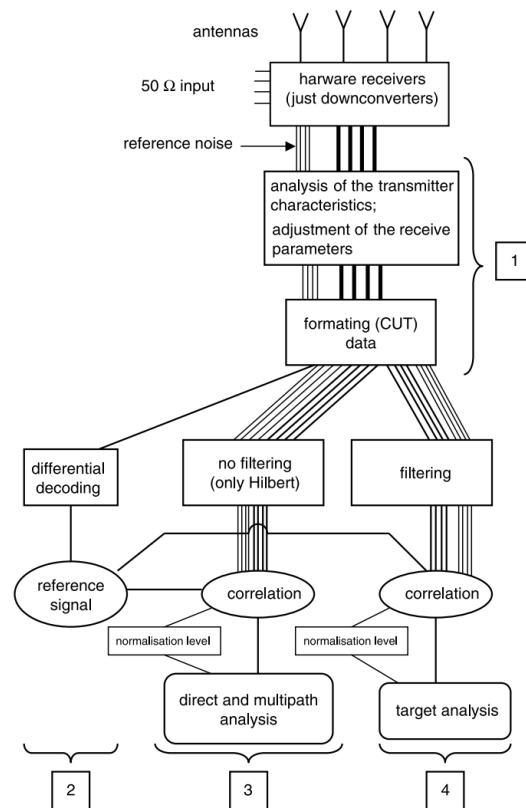 antennas
50 Ω input
harware receivers
(just downconverters)
reference noise
analysis of the transmitter
characteristics;
adjustment of the receive
parameters
1
formating (CUT)
data
differential
decoding
no filtering
(only Hilbert)
filtering
reference
signal
correlation
correlation
normalisation level
normalisation level
direct and multipath
analysis
target analysis
2
3
4